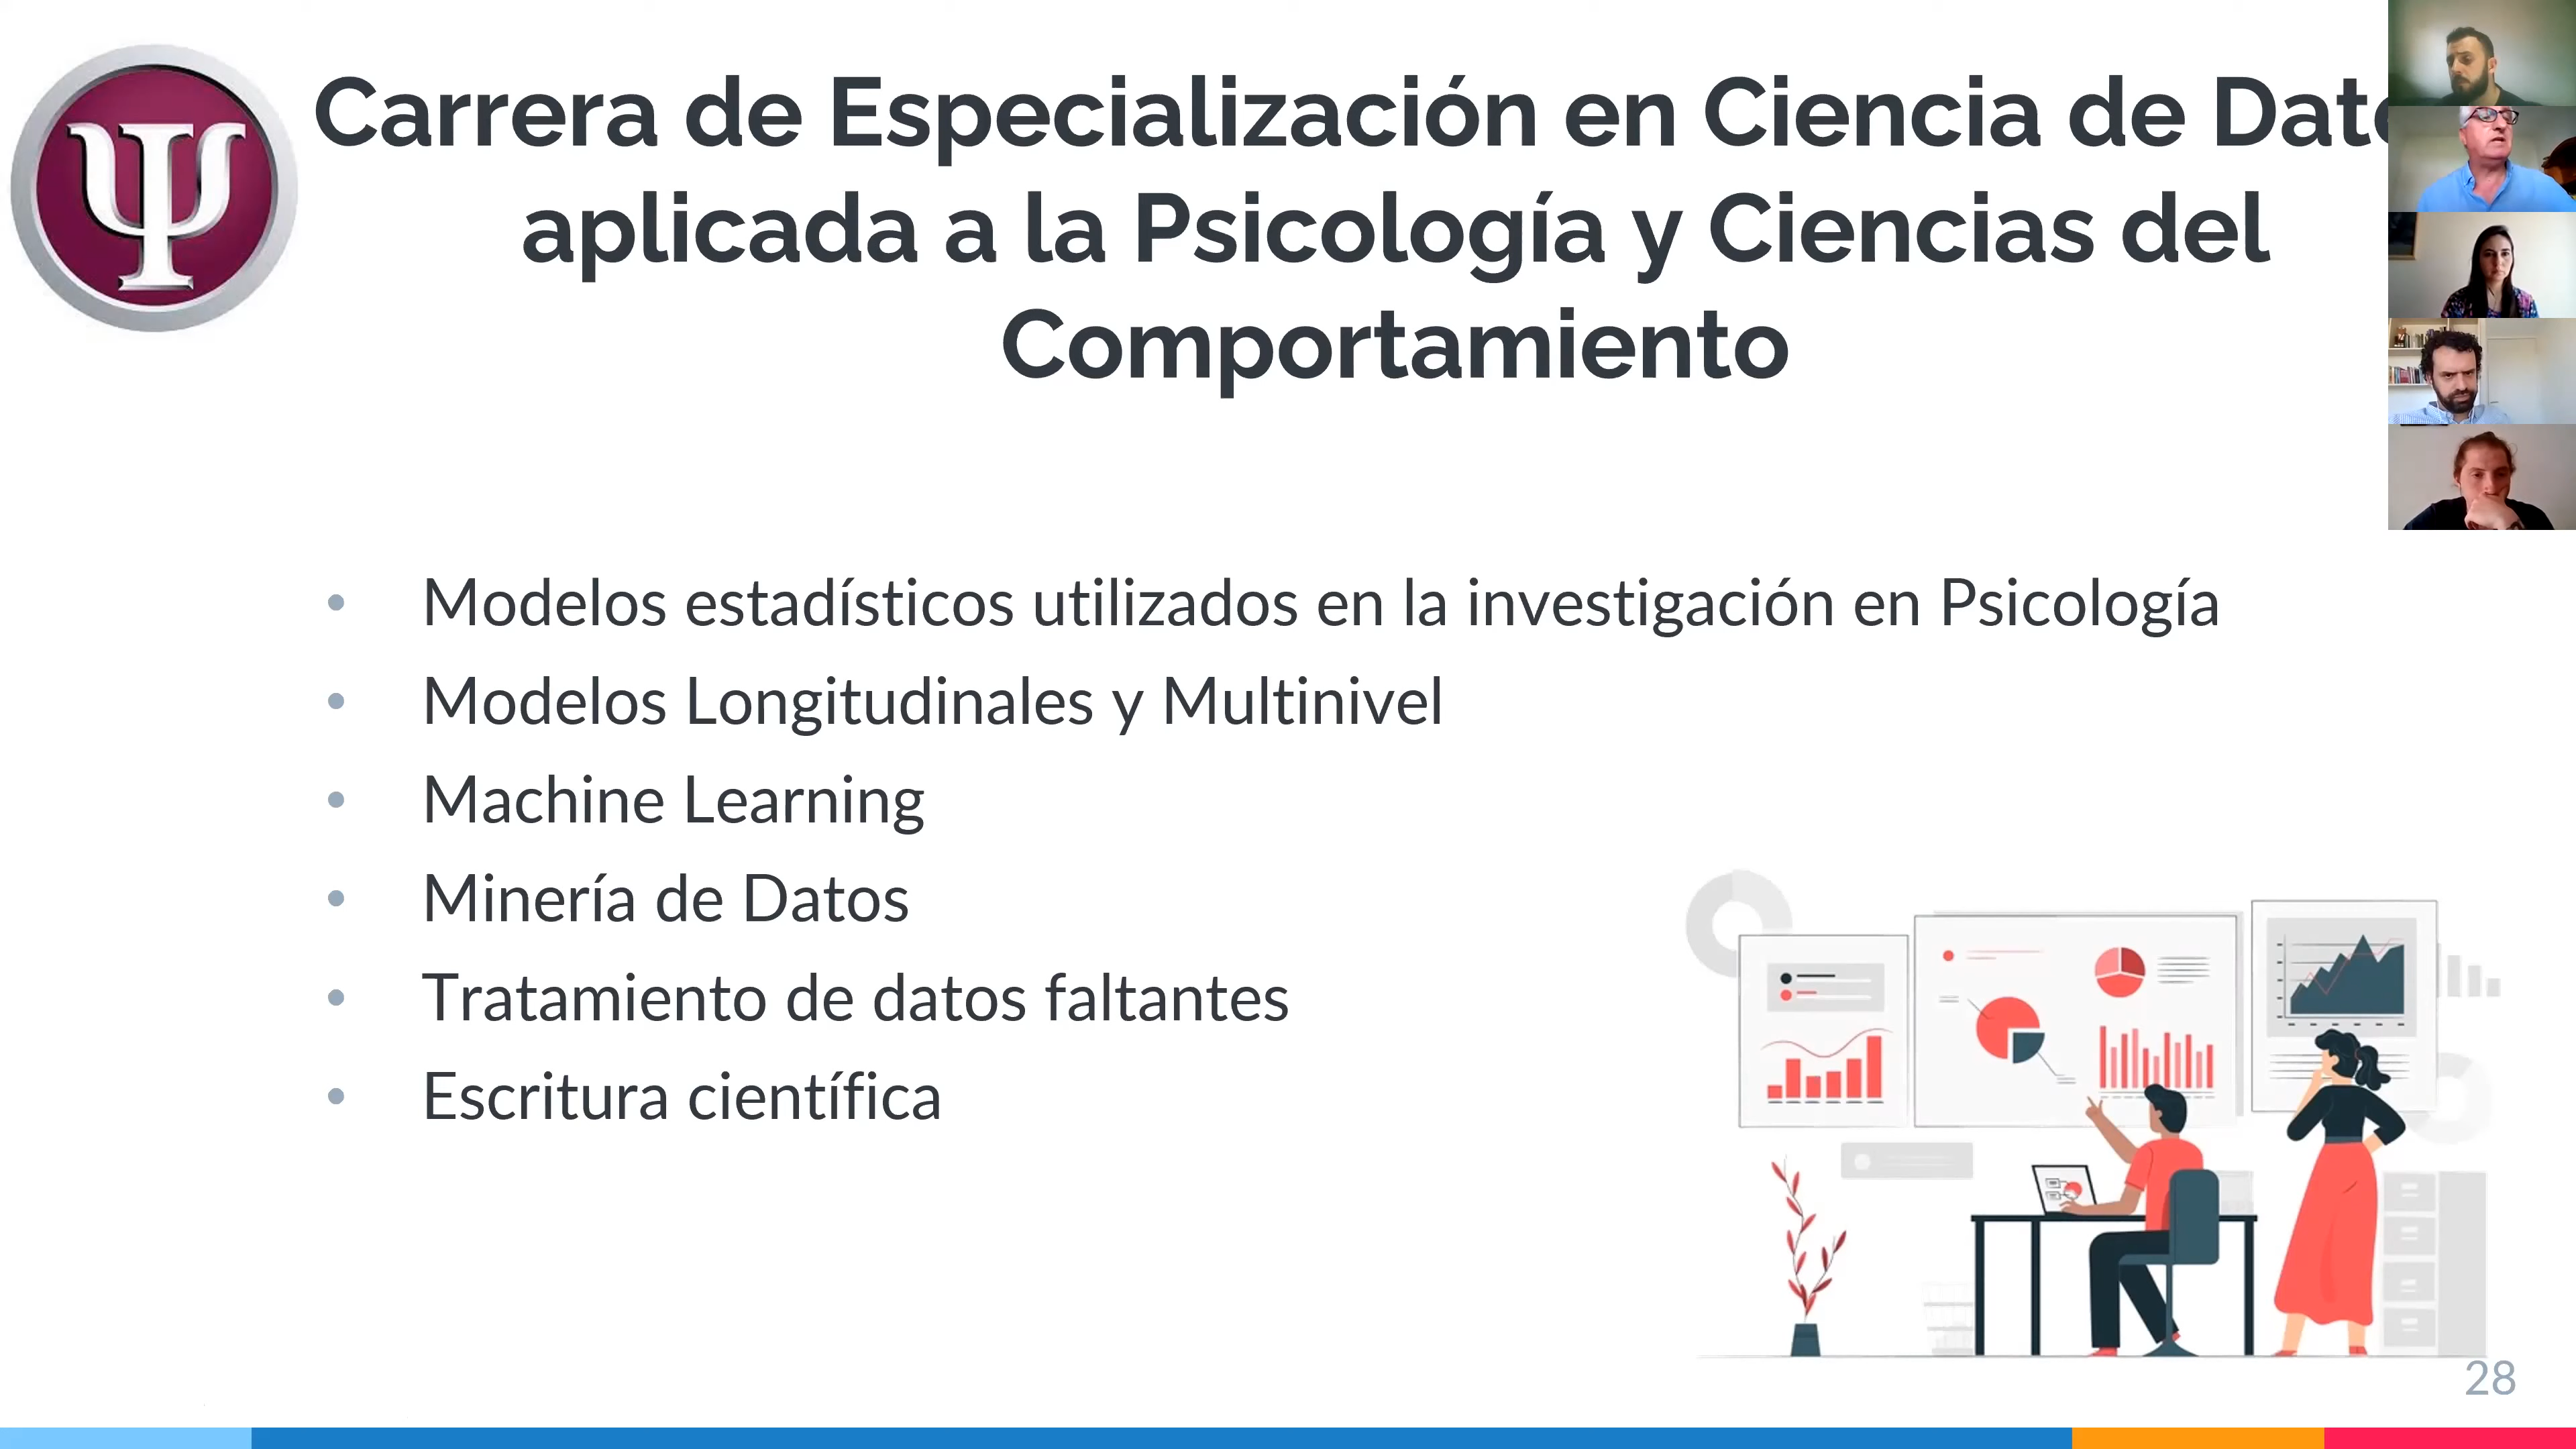 Carrera de Especialización en Ciencia de
aplicada a la Psicología y Ciencias del
Comportamiento
• Modelos estadísticos utilizados en la investigación en Psicología
• Modelos Longitudinales y Multinivel
• Machine Learning
• Minería de Datos
• Tratamiento de datos faltantes
• Escritura científica
28